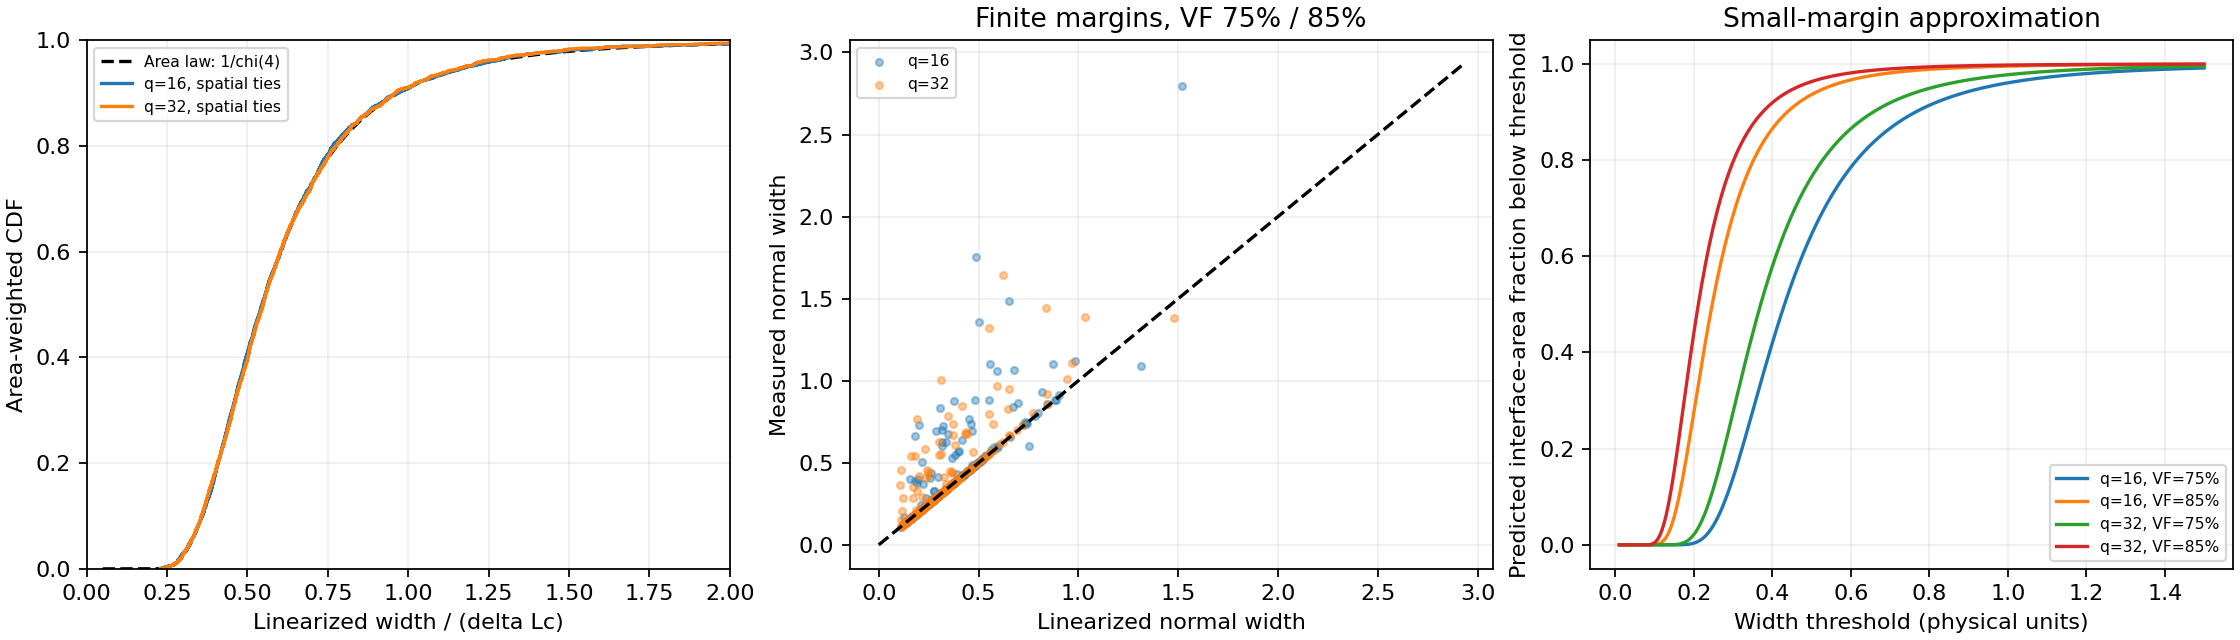 Area-weighted CDF
1.0
0.8
0.6
0.4
0.2
0.0
Area law: 1/chi(4)
q=16, spatial ties
q=32, spatial ties
0.00 0.25 0.50 0.75 1.00 1.25 1.50 1.75 2.00
Linearized width / (delta Lc)
Finite margins, VF 75% / 85%
Measured normal width
3.0
2.5
2.0
1.5
1.0
0.5
0.0
q=16
q=32
0.0 0.5 1.0 1.5 2.0 2.5 3.0
Linearized normal width
Small-margin approximation
Predicted interface-area fraction below threshold
1.0
0.8
0.6
0.4
0.2
0.0
q=16, VF=75%
q=16, VF=85%
q=32, VF=75%
q=32, VF=85%
0.0 0.2 0.4 0.6 0.8 1.0 1.2 1.4
Width threshold (physical units)